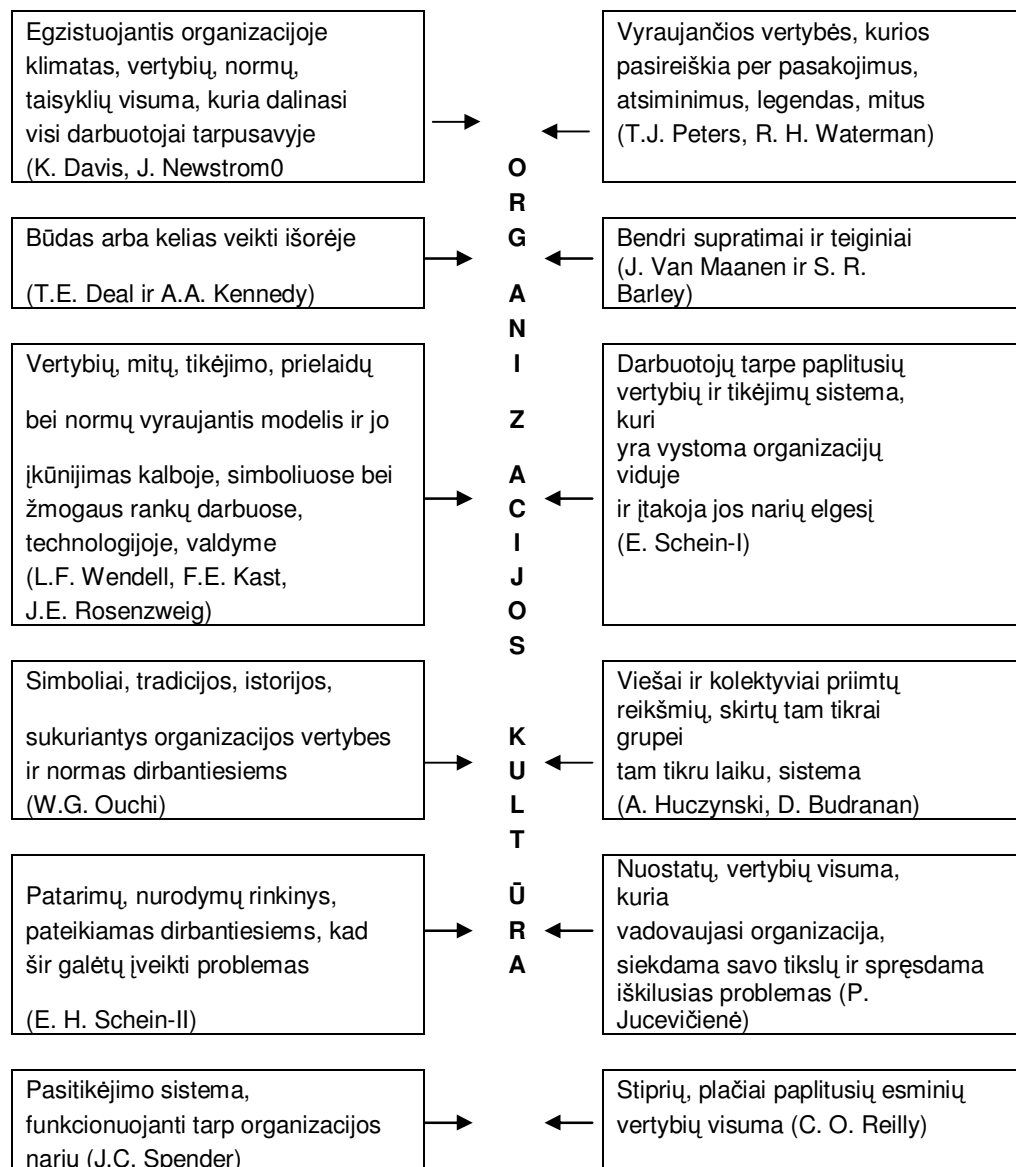 Egzistuojantis organizacijoje
klimatas, vertybių, normų,
taisyklių visuma, kuria dalinasi
visi darbuotojai tarpusavyje
(K. Davis, J. Newstrom0
Vyraujančios vertybės, kurios
pasireiškia per pasakojimus,
atsiminimus, legendas, mitus
(T.J. Peters, R. H. Waterman)
Būdas arba kelias veikti išorėje
(T.E. Deal ir A.A. Kennedy)
Bendri supratimai ir teiginiai
(J. Van Maanen ir S. R.
Barley)
Vertybių, mitų, tikėjimo, prielaidų
bei normų vyraujantis modelis ir jo
įkūnijimas kalboje, simboliuose bei
žmogaus rankų darbuose,
technologijoje, valdyme
(L.F. Wendell, F.E. Kast,
J.E. Rosenzweig)
Darbuotojų tarpe paplitusių
vertybių ir tikėjimų sistema,
kuri
yra vystoma organizacijų
viduje
ir įtakoja jos narių elgesį
(E. Schein-I)
Simboliai, tradicijos, istorijos,
sukuriantys organizacijos vertybes
ir normas dirbantiesiems
(W.G. Ouchi)
Viešai ir kolektyviai priimtų
reikšmių, skirtų tam tikrai
grupei
tam tikru laiku, sistema
(A. Huczynski, D. Budranan)
Patarimų, nurodymų rinkinys,
pateikiamas dirbantiesiems, kad
šir galėtų įveikti problemas
(E. H. Schein-II)
Nuostatų, vertybių visuma,
kuria
vadovaujasi organizacija,
siekdama savo tikslų ir spręsdama
iškilusias problemas (P.
Jucevičienė)
Pasitikėjimo sistema,
funkcionuojanti tarp organizacijos
narių (J.C. Spender)
Stiprių, plačiai paplitusių esminių
vertybių visuma (C. O. Reilly)
O
R
G
A
N
I
Z
A
C
I
J
O
S
K
U
L
T
Ū
R
A